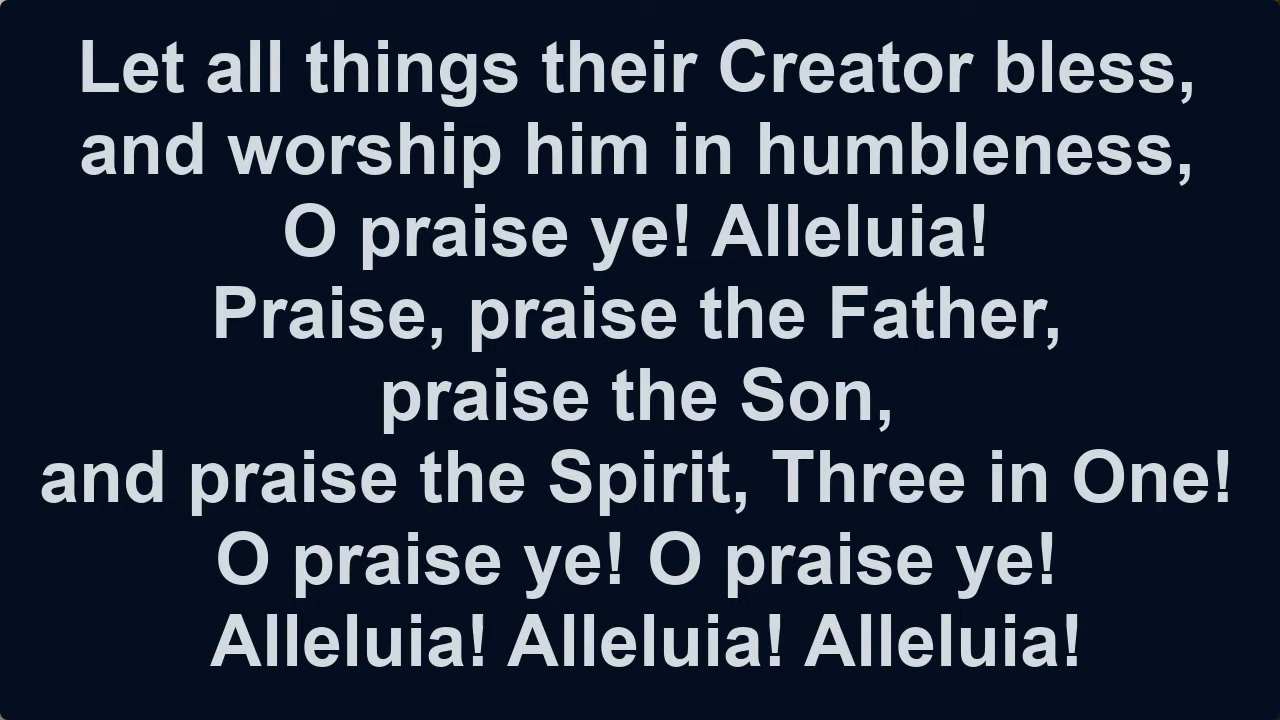 Let all things their Creator bless,
and worship him in humbleness,
O praise ye! Alleluia!
Praise, praise the Father,
praise the Son,
and praise the Spirit, Three in One!
O praise ye! O praise ye!
Alleluia! Alleluia! Alleluia!